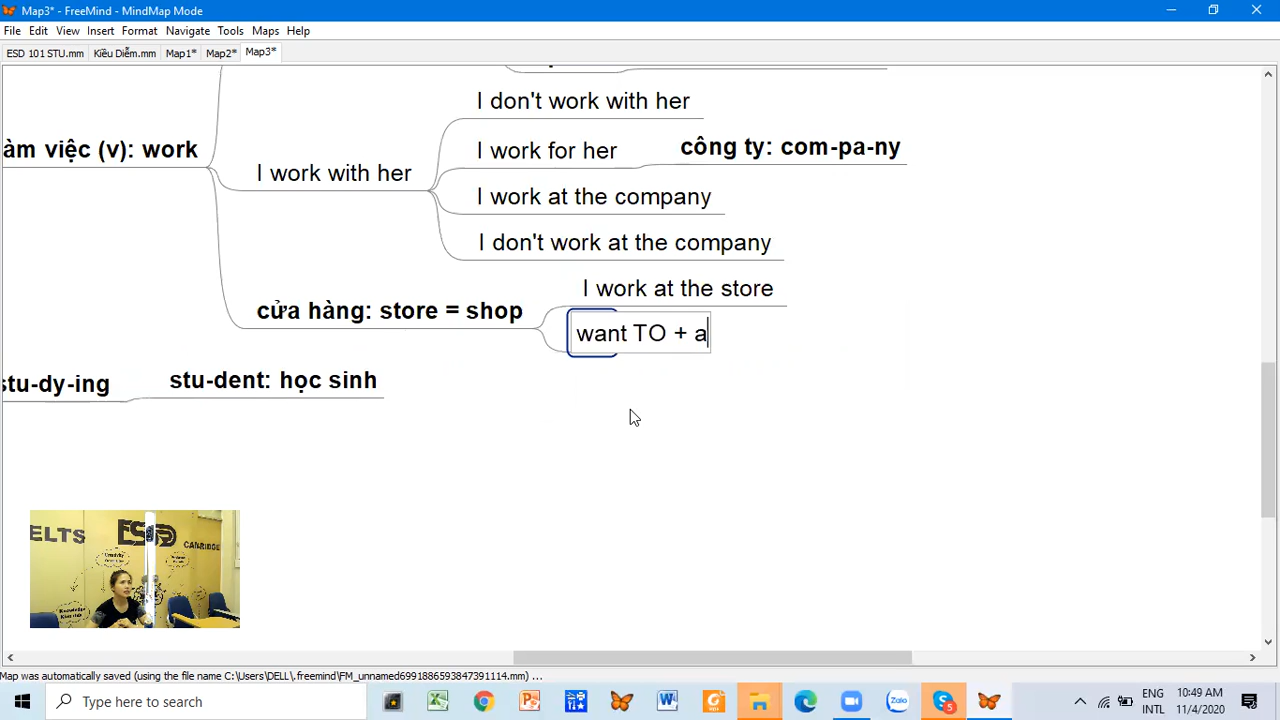 Map3* - FreeMind - MindMap Mode
File Edit View Insert Format Navigate Tools Maps Help
ESD 101 STU.mm Kiều Diễm.mm Map1* Map2* Map3*
I don't work with her
àm việc (v): work
I work for her
công ty: com-pa-ny
I work with her
I work at the company
I don't work at the company
I work at the store
cửa hàng: store = shop
want TO + a
stu-dy-ing
stu-dent: học sinh
ELTS ESD
Map was automatically saved (using the file name C:\Users\DELL\.freemind\FM_unnamed6991886593847391114.mm) ...
Type here to search
5
ENG
INTL
10:49 AM
11/4/2020
Zalo